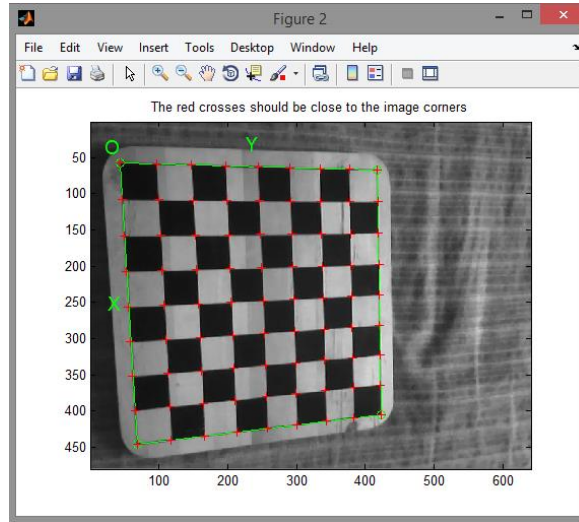 Figure 2
File Edit View Insert Tools Desktop Window Help
The red crosses should be close to the image corners
O
Y
X
50
100
150
200
250
300
350
400
450
100 200 300 400 500 600